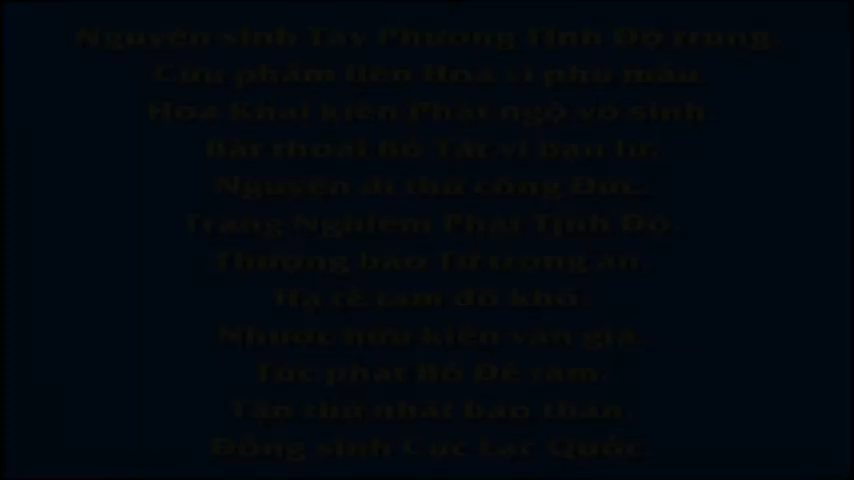 Nguyện sinh Tây Phương Tịnh Độ trung.
Cửu phẩm liên Hoa vi phụ mẫu.
Hoa Khai kiến Phật ngộ vô sinh.
Bất thoái Bồ Tát vi bạn lữ.
Nguyện dĩ thử công Đức.
Trang Nghiêm Phật Tịnh Độ.
Thượng báo Tứ trọng ân.
Hạ tế tam đồ khổ.
Nhược hữu kiến văn giả.
Tức phát Bồ Đề tâm.
Tận thử nhất báo thân.
Đồng sinh Cực Lạc Quốc.